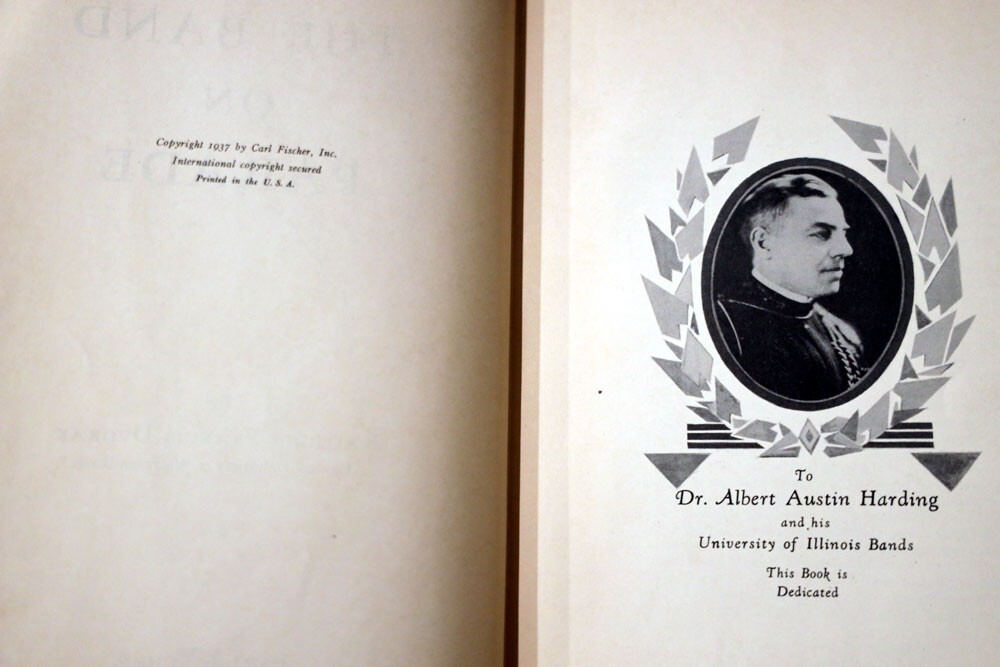 Copyright 1937 by Carl Fischer, Inc.
International copyright secured
Printed in the U. S. A.
To
Dr. Albert Austin Harding
and his
University of Illinois Bands
This Book is
Dedicated